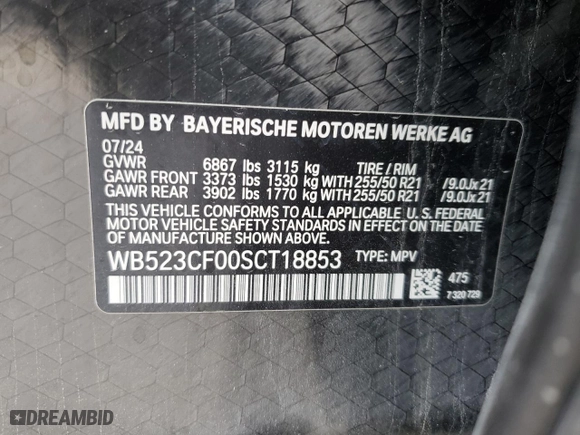 MFD BY BAYERISCHE MOTOREN WERKE AG
07/24
GVWR 6867 lbs 3115 kg TIRE / RIM
GAWR FRONT 3373 lbs 1530 kg WITH 255/50 R21 /9.0Jx21
GAWR REAR 3902 lbs 1770 kg WITH 255/50 R21 /9.0Jx21
THIS VEHICLE CONFORMS TO ALL APPLICABLE U. S. FEDERAL
MOTOR VEHICLE SAFETY STANDARDS IN EFFECT ON THE DATE
OF MANUFACTURE SHOWN ABOVE.
WB523CF00SCT18853 TYPE: MPV
475
7 320 729
DREAMBID